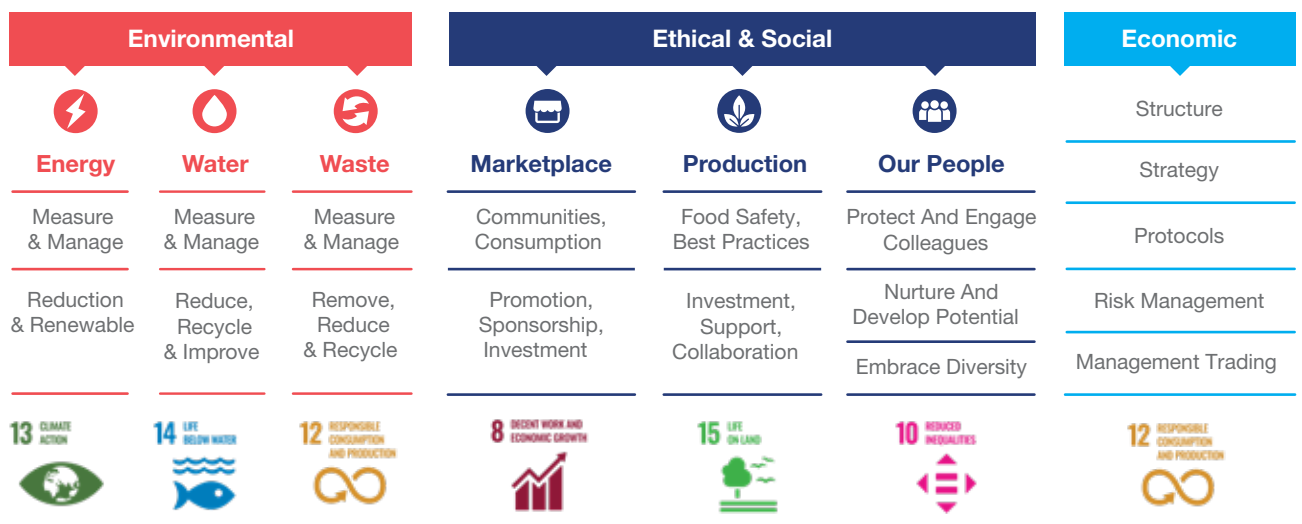 Environmental
Energy
Measure
& Manage
Reduction
& Renewable
13 CLIMATE
ACTION
Water
Measure
& Manage
Reduce,
Recycle
& Improve
14 LIFE
BELOW WATER
Waste
Measure
& Manage
Remove,
Reduce
& Recycle
12 RESPONSIBLE
CONSUMPTION
AND PRODUCTION
Ethical & Social
Marketplace
Communities,
Consumption
Promotion,
Sponsorship,
Investment
8 DECENT WORK AND
ECONOMIC GROWTH
Production
Food Safety,
Best Practices
Investment,
Support,
Collaboration
15 LIFE
ON LAND
Our People
Protect And Engage
Colleagues
Nurture And
Develop Potential
Embrace Diversity
10 REDUCED
INEQUALITIES
Economic
Structure
Strategy
Protocols
Risk Management
Management Trading
12 RESPONSIBLE
CONSUMPTION
AND PRODUCTION